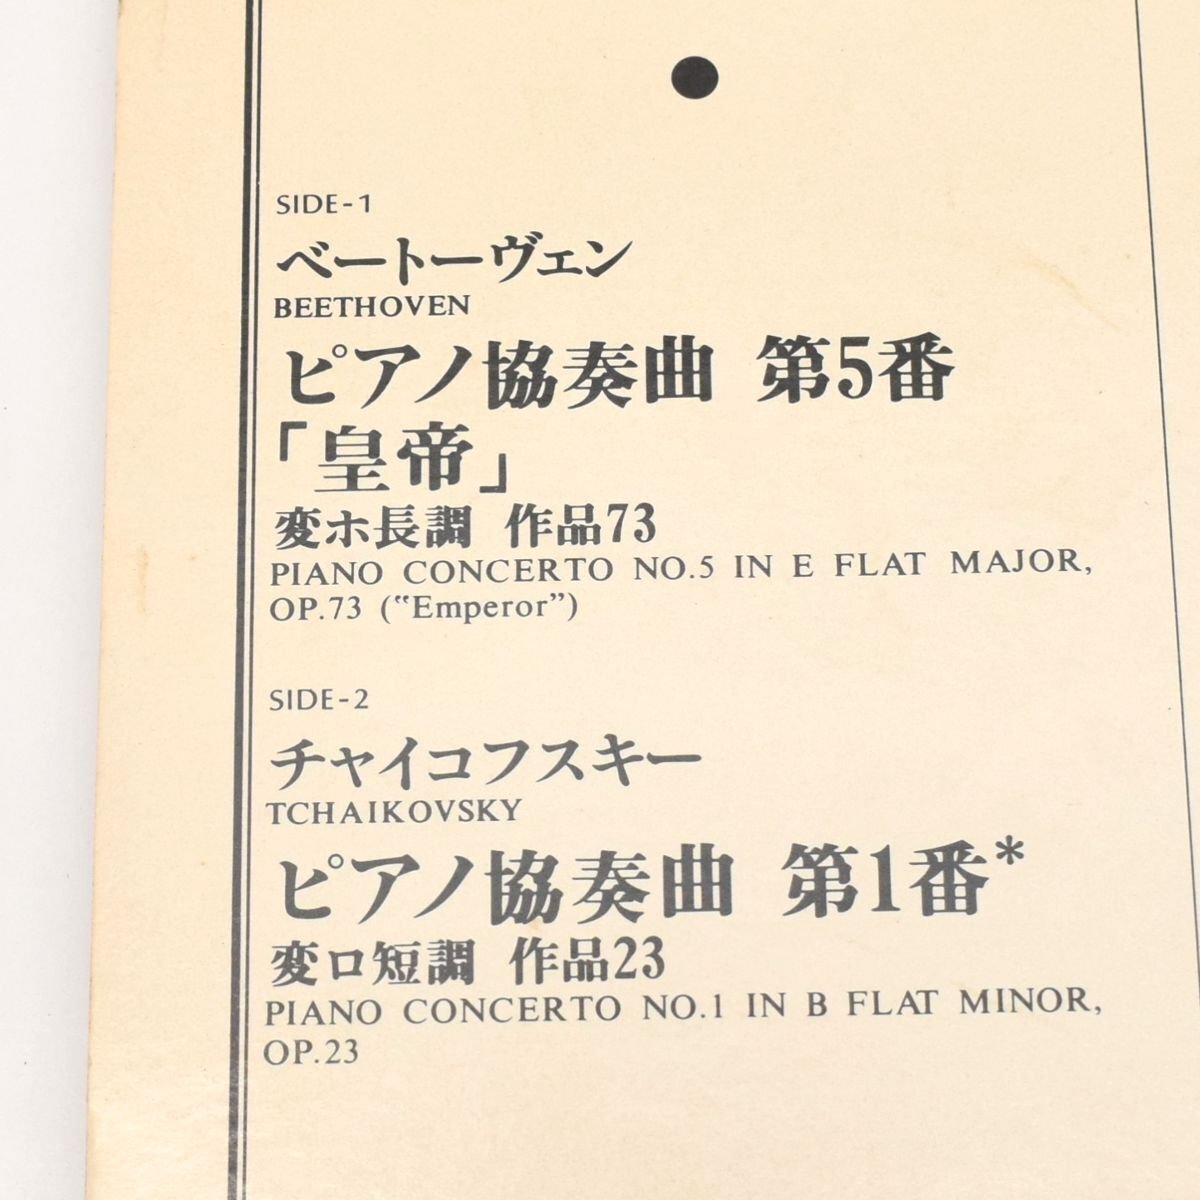 SIDE-1
ベートーヴェン
BEETHOVEN
ピアノ協奏曲 第5番
「皇帝」
変ホ長調 作品73
PIANO CONCERTO NO.5 IN E FLAT MAJOR,
OP.73 (“Emperor”)
SIDE-2
チャイコフスキー
TCHAIKOVSKY
ピアノ協奏曲 第1番*
変ロ短調 作品23
PIANO CONCERTO NO.1 IN B FLAT MINOR,
OP.23